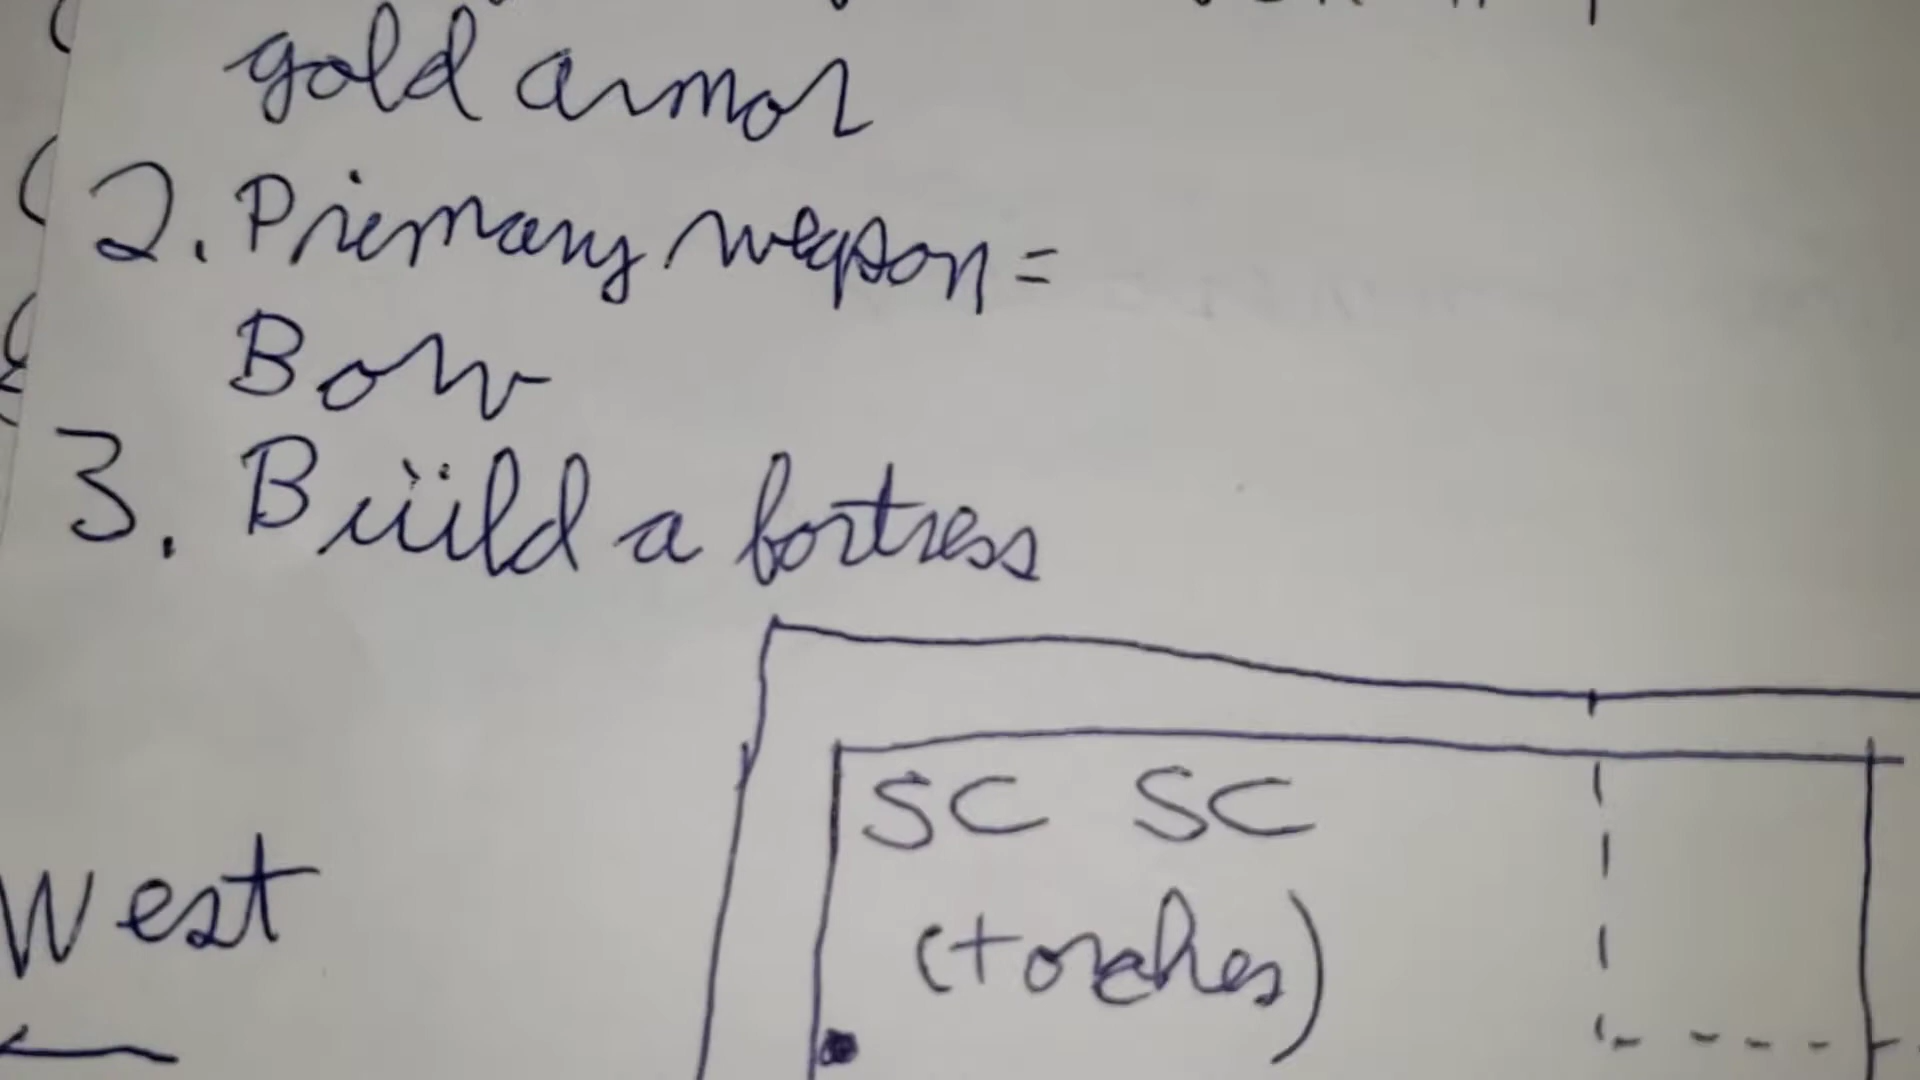 gold armor
2. Primary weapon =
Bow
3. Build a fortress
SC SC
West
(torches)